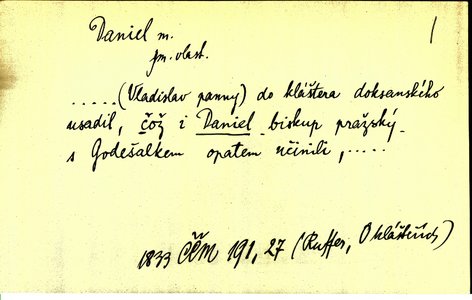 Daniel m.
jm. vlast.
1
.....(Vladislav panny) do kláštera doksanského
usadil, čož i Daniel biskup pražský
s Godešalkem opatem učinili, .....
1833 ČČM 191, 27 (Ruffer, O klášteřích)